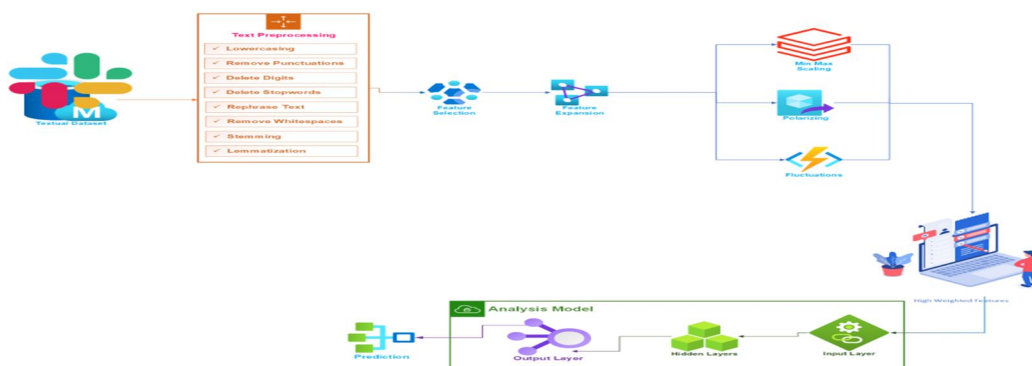 Text Preprocessing
Lowercasing
Remove Punctuations
Delete Digits
Delete Stopwords
Rephrase Text
Remove Whitespaces
Stemming
Lemmatization
M
Textual Dataset
Feature
Selection
Feature
Expansion
Min Max
Scaling
Polarizing
Fluctuations
High Weighted Features
Analysis Model
Input Layer
Hidden Layers
Output Layer
Prediction